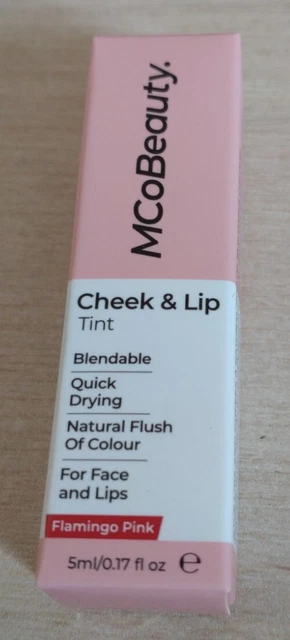 MCoBeauty.
Cheek & Lip
Tint
Blendable
Quick
Drying
Natural Flush
Of Colour
For Face
and Lips
Flamingo Pink
5ml/0.17 fl oz ℮